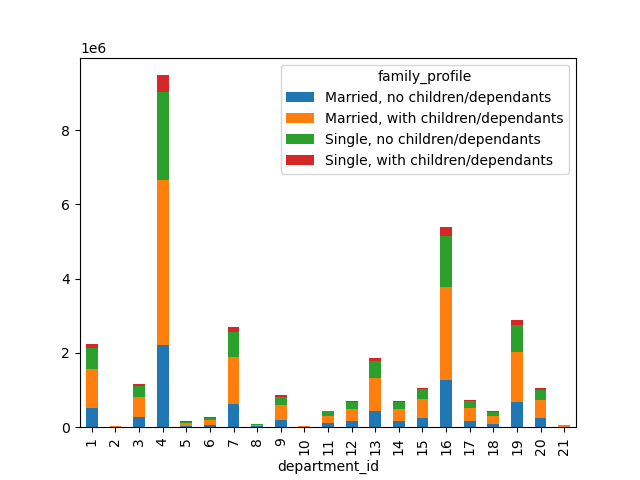 1e6
family_profile
Married, no children/dependants
Married, with children/dependants
Single, no children/dependants
Single, with children/dependants
8
6
4
2
0
1 2 3 4 5 6 7 8 9 10 11 12 13 14 15 16 17 18 19 20 21
department_id